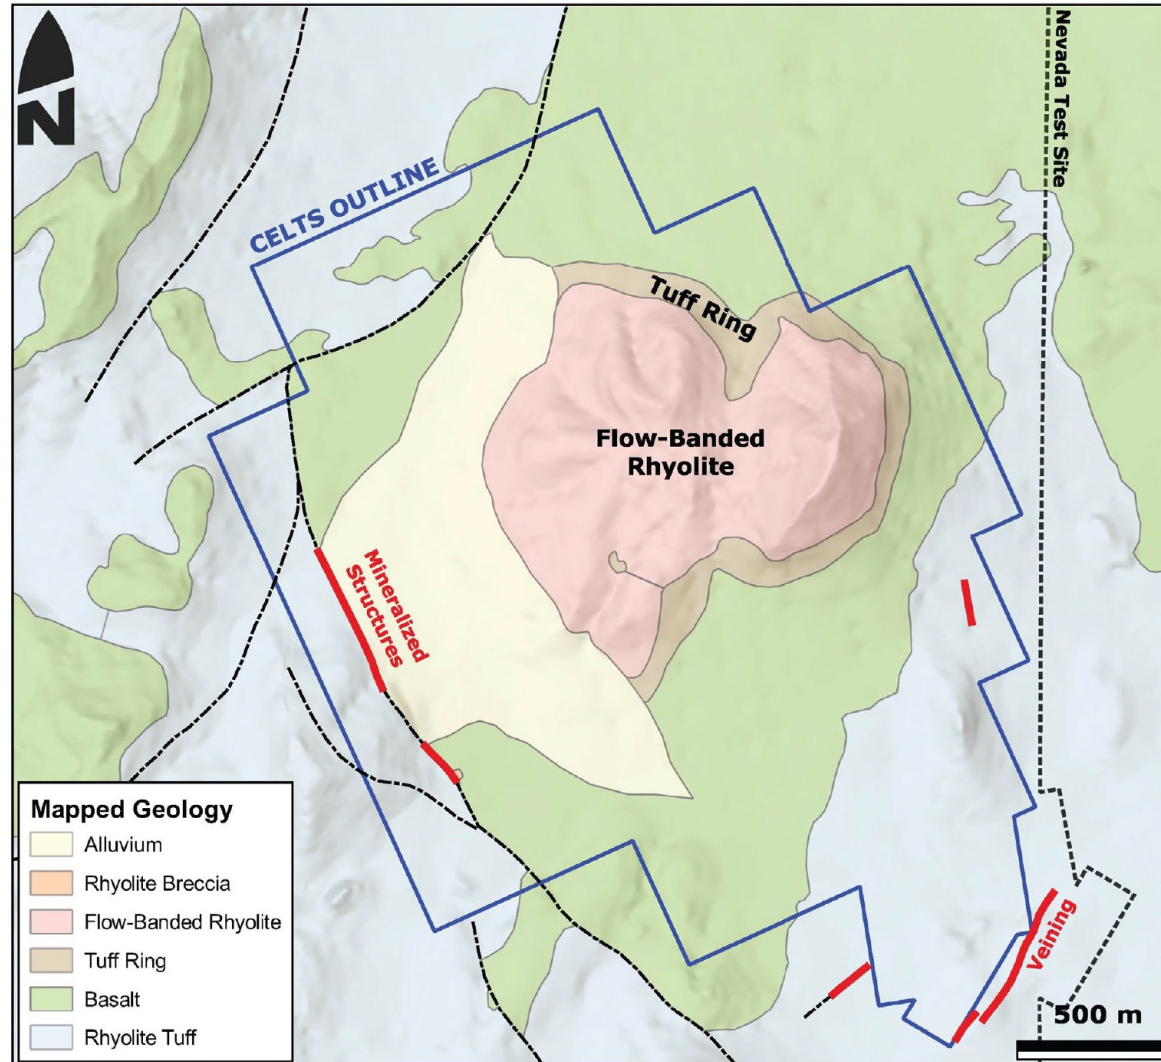 N
Nevada Test Site
CELTS OUTLINE
Tuff Ring
Flow-Banded
Rhyolite
Mineralized
Structures
Veining
500 m
Mapped Geology
Alluvium
Rhyolite Breccia
Flow-Banded Rhyolite
Tuff Ring
Basalt
Rhyolite Tuff